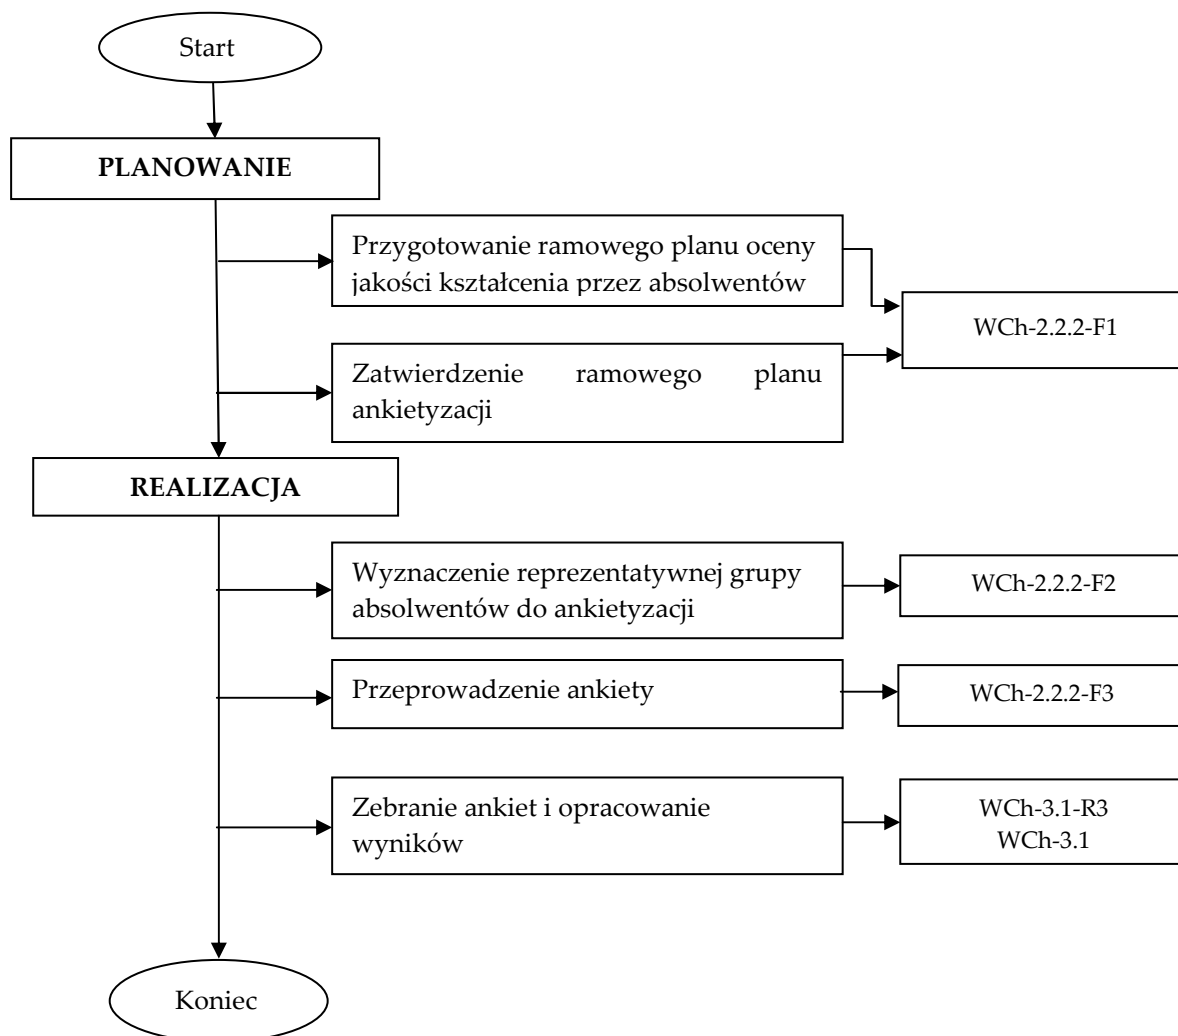 Start
PLANOWANIE
Przygotowanie ramowego planu oceny
jakości kształcenia przez absolwentów
WCh-2.2.2-F1
Zatwierdzenie ramowego planu
ankietyzacji
REALIZACJA
Wyznaczenie reprezentatywnej grupy
absolwentów do ankietyzacji
WCh-2.2.2-F2
Przeprowadzenie ankiety
WCh-2.2.2-F3
Zebranie ankiet i opracowanie
wyników
WCh-3.1-R3
WCh-3.1
Koniec